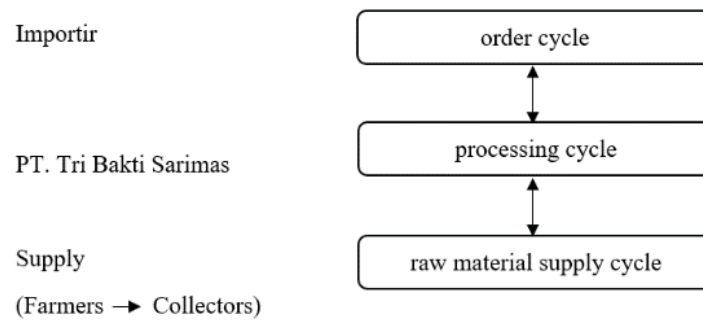 Importir
order cycle
PT. Tri Bakti Sarimas
processing cycle
Supply
raw material supply cycle
(Farmers → Collectors)